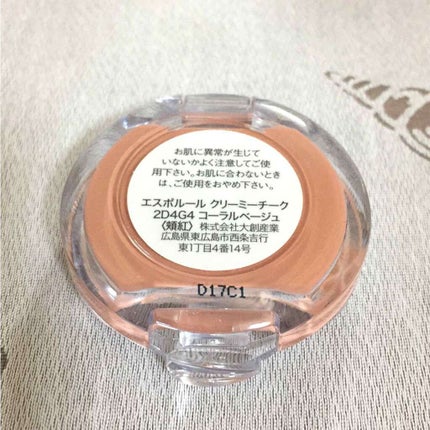 お肌に異常が生じて
いないかよく注意してご使
用下さい。お肌に合わないとき
は、ご使用をおやめ下さい。
エスポルール クリーミーチーク
2D4G4 コーラルベージュ
〈頬紅〉 株式会社大創産業
広島県東広島市西条吉行
東1丁目4番14号
D17C1